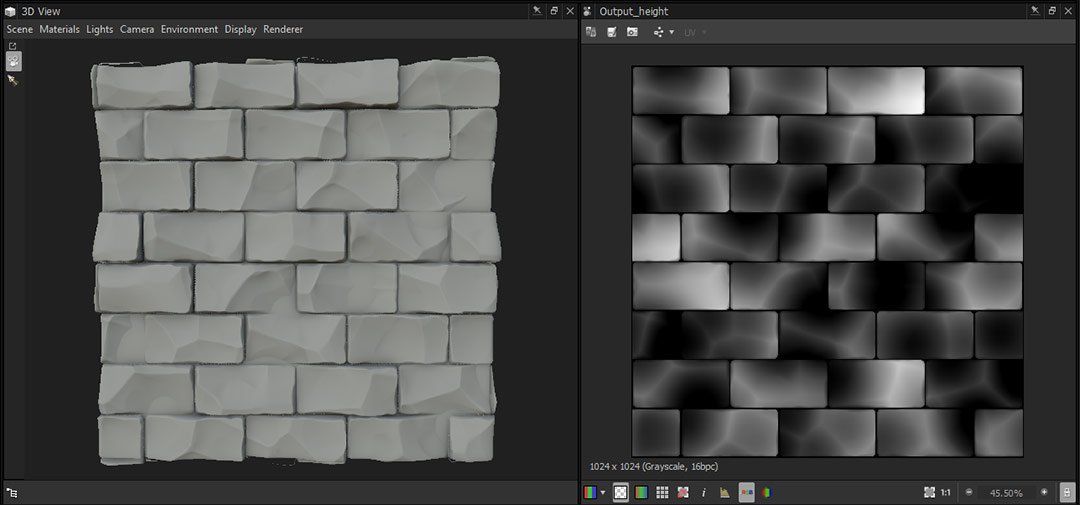 3D View
Scene Materials Lights Camera Environment Display Renderer
Output_height
UV
1024 x 1024 (Grayscale, 16bpc)
i
RGB
1:1
45.50%